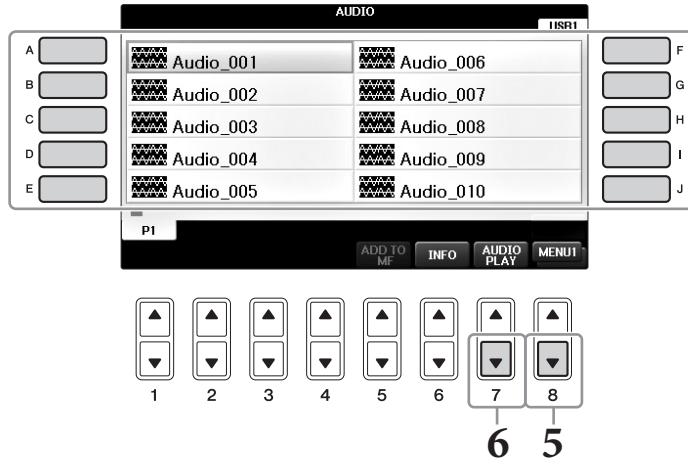 AUDIO
USB1
A
F
Audio_001
Audio_006
B
G
Audio_002
Audio_007
C
H
Audio_003
Audio_008
D
I
Audio_004
Audio_009
E
J
Audio_005
Audio_010
P1
ADD TO MF
INFO
AUDIO PLAY
MENU1
1 2 3 4 5 6 7 8
6 5